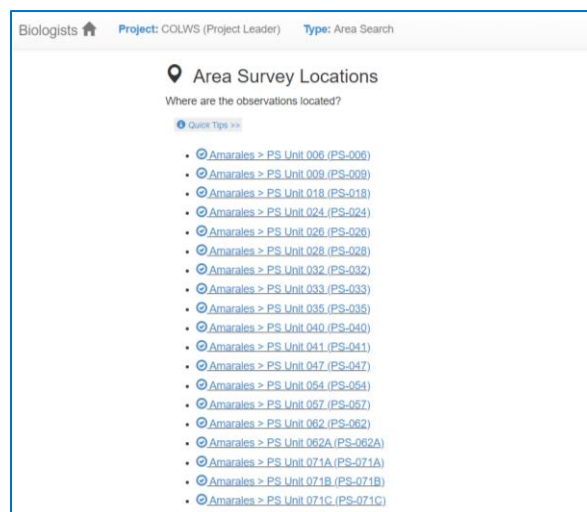 Biologists Project: COLWS (Project Leader) Type: Area Search
Area Survey Locations
Where are the observations located?
Quick Tips >>
Amarales > PS Unit 006 (PS-006)
Amarales > PS Unit 009 (PS-009)
Amarales > PS Unit 018 (PS-018)
Amarales > PS Unit 024 (PS-024)
Amarales > PS Unit 026 (PS-026)
Amarales > PS Unit 028 (PS-028)
Amarales > PS Unit 032 (PS-032)
Amarales > PS Unit 033 (PS-033)
Amarales > PS Unit 035 (PS-035)
Amarales > PS Unit 040 (PS-040)
Amarales > PS Unit 041 (PS-041)
Amarales > PS Unit 047 (PS-047)
Amarales > PS Unit 054 (PS-054)
Amarales > PS Unit 057 (PS-057)
Amarales > PS Unit 062 (PS-062)
Amarales > PS Unit 062A (PS-062A)
Amarales > PS Unit 071A (PS-071A)
Amarales > PS Unit 071B (PS-071B)
Amarales > PS Unit 071C (PS-071C)